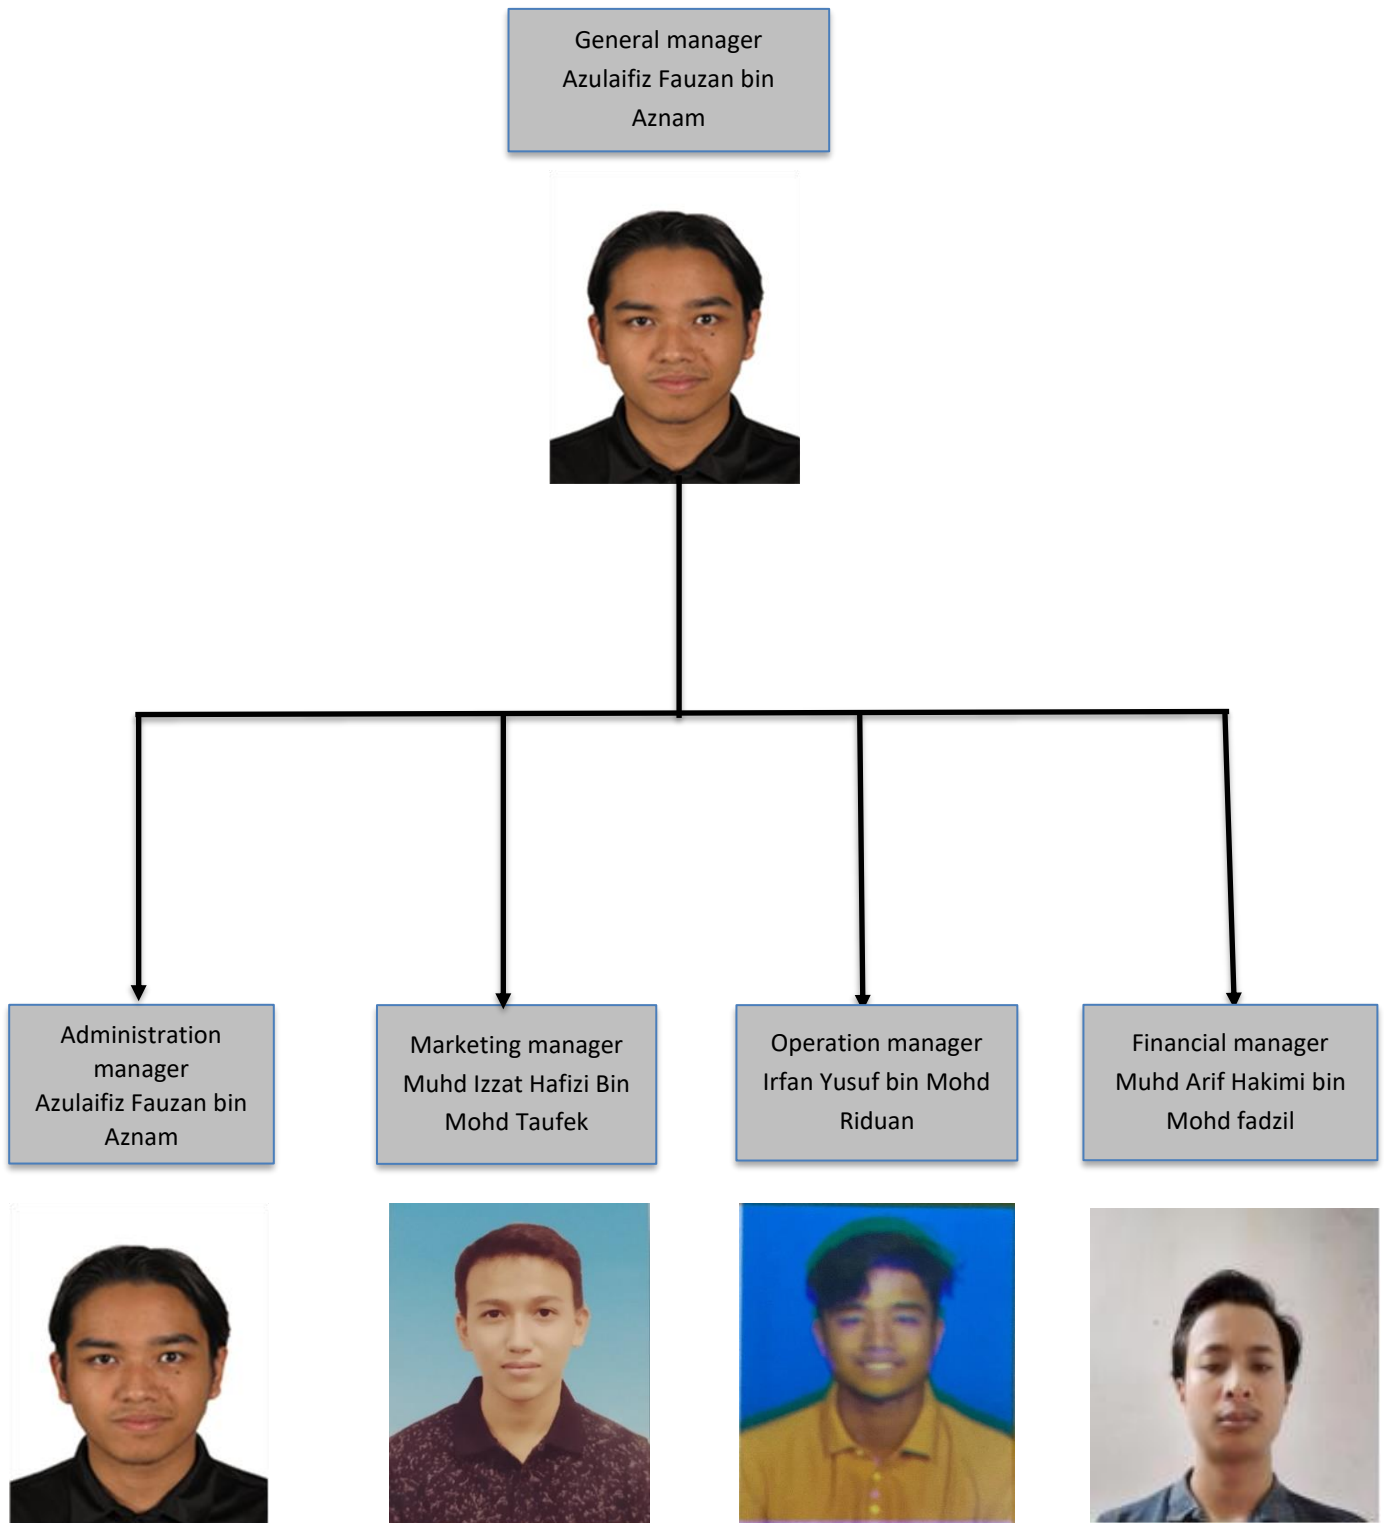 General manager
Azulaifiz Fauzan bin
Aznam
Administration
manager
Azulaifiz Fauzan bin
Aznam
Marketing manager
Muhd Izzat Hafizi Bin
Mohd Taufek
Operation manager
Irfan Yusuf bin Mohd
Riduan
Financial manager
Muhd Arif Hakimi bin
Mohd fadzil